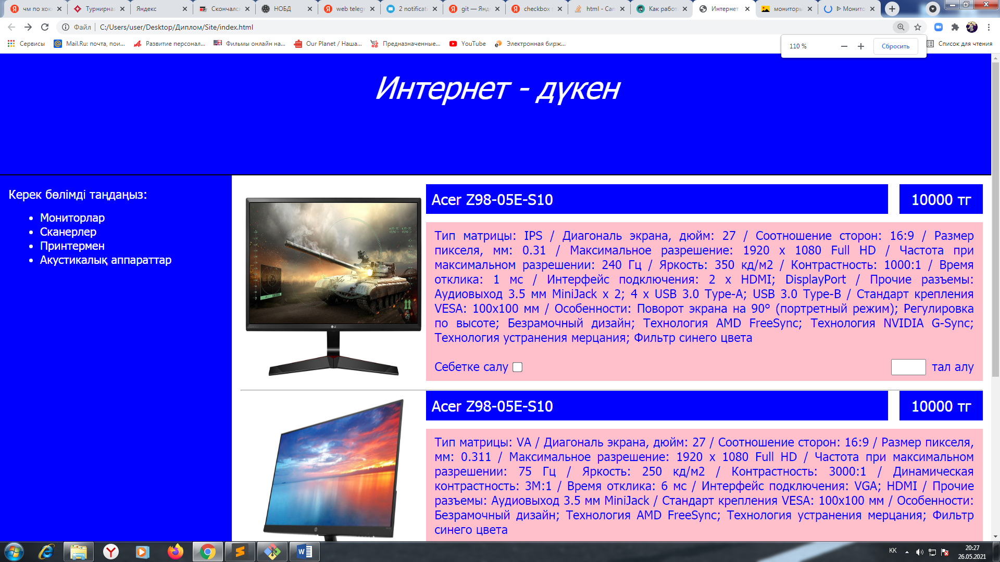 чм по хок
Турнирна
Яндекс
Скончалс
НОБД
web telegr
2 notificati
git — Янд
checkbox
html - Can
Как работ
Интернет
мониторы
Монито
Файл
C:/Users/user/Desktop/Диплом/Site/index.html
Сервисы
Mail.Ru: почта, пои...
Развитие персонал...
Фильмы онлайн на...
Our Planet / Наша...
Предназначенные...
YouTube
Электронная бирж...
Список для чтения
110 %
Сбросить
Интернет - дүкен
Керек бөлімді таңдаңыз:
Мониторлар
Сканерлер
Принтермен
Акустикалық аппараттар
Acer Z98-05E-S10
10000 тг
Тип матрицы: IPS / Диагональ экрана, дюйм: 27 / Соотношение сторон: 16:9 / Размер
пикселя, мм: 0.31 / Максимальное разрешение: 1920 x 1080 Full HD / Частота при
максимальном разрешении: 240 Гц / Яркость: 350 кд/м2 / Контрастность: 1000:1 / Время
отклика: 1 мс / Интерфейс подключения: 2 x HDMI; DisplayPort / Прочие разъемы:
Аудиовыход 3.5 мм MiniJack x 2; 4 x USB 3.0 Type-A; USB 3.0 Type-B / Стандарт крепления
VESA: 100x100 мм / Особенности: Поворот экрана на 90° (портретный режим); Регулировка
по высоте; Безрамочный дизайн; Технология AMD FreeSync; Технология NVIDIA G-Sync;
Технология устранения мерцания; Фильтр синего цвета
Себетке салу
тал алу
Acer Z98-05E-S10
10000 тг
Тип матрицы: VA / Диагональ экрана, дюйм: 27 / Соотношение сторон: 16:9 / Размер пикселя,
мм: 0.311 / Максимальное разрешение: 1920 x 1080 Full HD / Частота при максимальном
разрешении: 75 Гц / Яркость: 250 кд/м2 / Контрастность: 3000:1 / Динамическая
контрастность: 3М:1 / Время отклика: 6 мс / Интерфейс подключения: VGA; HDMI / Прочие
разъемы: Аудиовыход 3.5 мм MiniJack / Стандарт крепления VESA: 100x100 мм / Особенности:
Безрамочный дизайн; Технология AMD FreeSync; Технология устранения мерцания; Фильтр
синего цвета
KK
20:27
26.05.2021